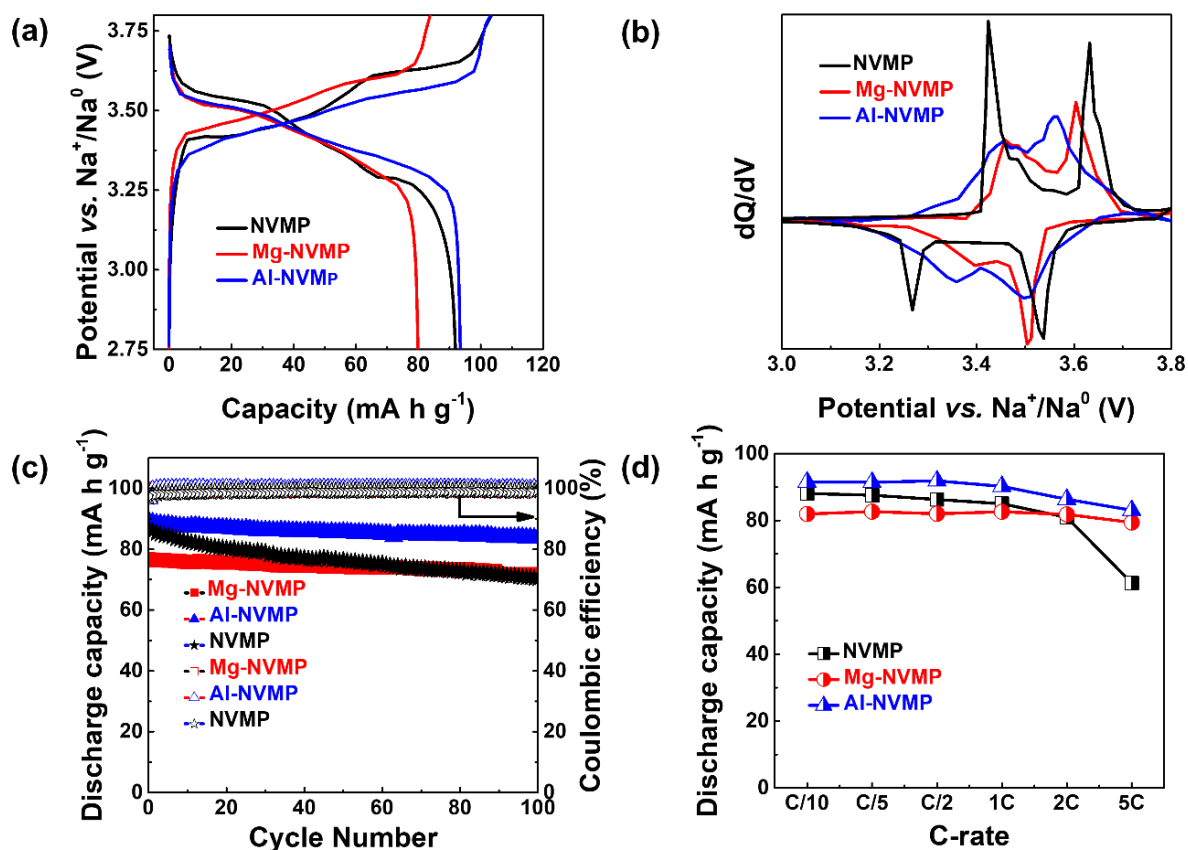 (a)
Potential vs. Na⁺/Na⁰ (V)
3.75
3.50
3.25
3.00
2.75
NVMP
Mg-NVMP
Al-NVMP
0 20 40 60 80 100 120
Capacity (mA h g⁻¹)
(b)
dQ/dV
NVMP
Mg-NVMP
Al-NVMP
3.0 3.2 3.4 3.6 3.8
Potential vs. Na⁺/Na⁰ (V)
(c)
Discharge capacity (mA h g⁻¹)
100
80
60
40
20
0
Mg-NVMP
Al-NVMP
NVMP
Mg-NVMP
Al-NVMP
NVMP
100
80
60
40
20
0
Coulombic efficiency (%)
0 20 40 60 80 100
Cycle Number
(d)
Discharge capacity (mA h g⁻¹)
100
80
60
40
20
0
NVMP
Mg-NVMP
Al-NVMP
C/10 C/5 C/2 1C 2C 5C
C-rate